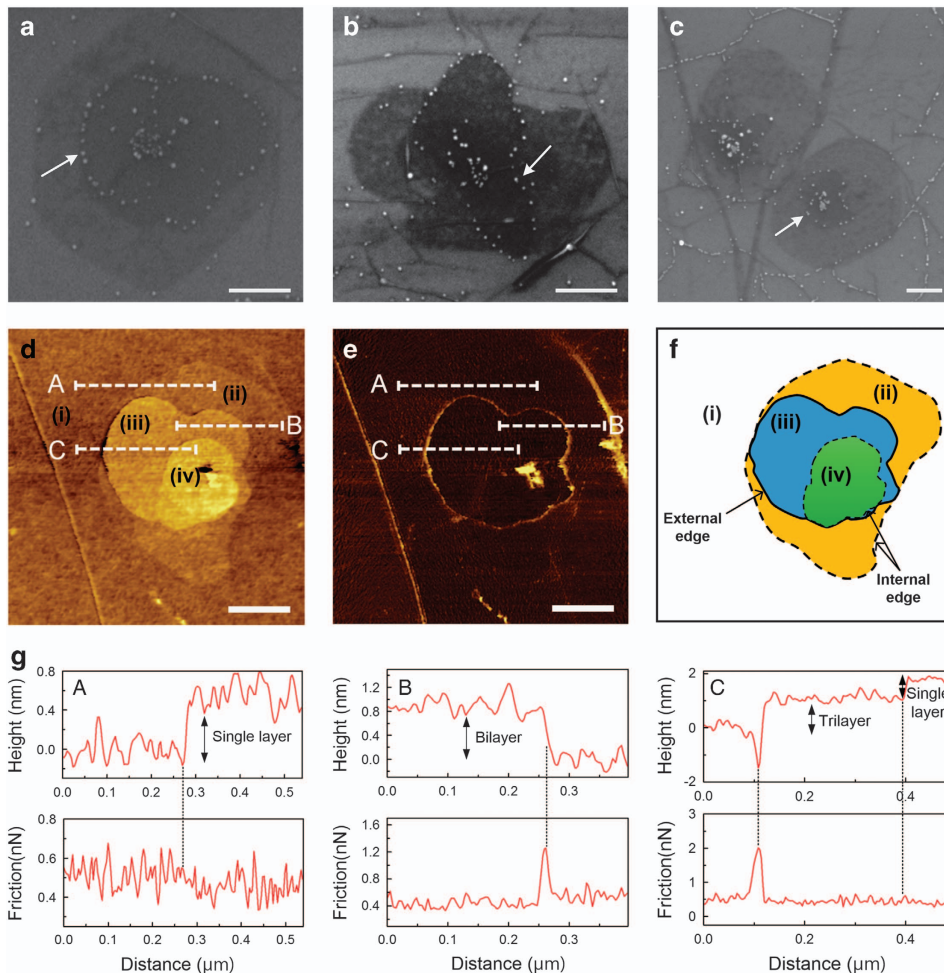 a
b
c
d
A
(i)
(ii)
(iii)
B
C
(iv)
e
A
B
C
f
(i)
(ii)
(iii)
(iv)
External
edge
Internal
edge
g
Height (nm)
0.8
0.4
0.0
A
Single layer
0.0 0.1 0.2 0.3 0.4 0.5
Height (nm)
1.2
0.8
0.4
0.0
B
Bilayer
0.0 0.1 0.2 0.3
Height (nm)
2
0
-2
C
Trilayer
Single
layer
0.0 0.2 0.4
Friction(nN)
0.8
0.6
0.4
0.0 0.1 0.2 0.3 0.4 0.5
Distance (µm)
Friction(nN)
1.6
1.2
0.8
0.4
0.0 0.1 0.2 0.3
Distance (µm)
Friction(nN)
3
2
1
0
0.0 0.2 0.4
Distance (µm)